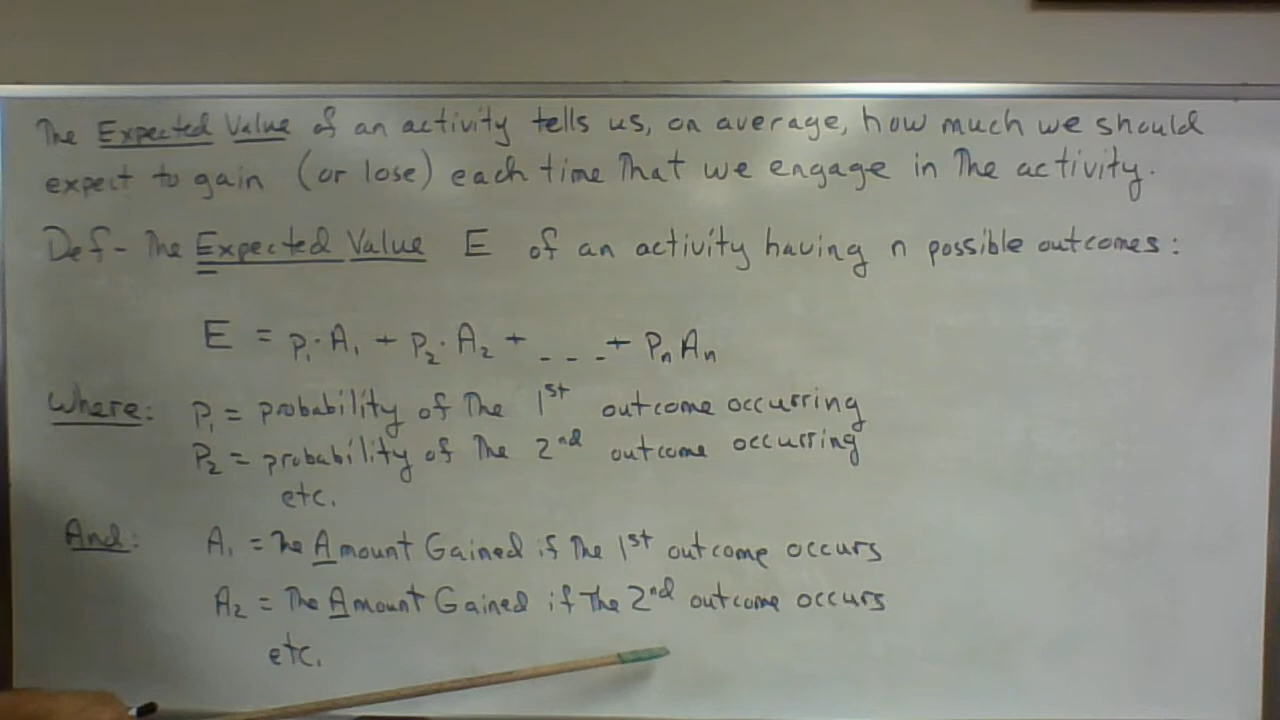 The Expected Value of an activity tells us, on average, how much we should
expect to gain (or lose) each time that we engage in the activity.
Def- The Expected Value E of an activity having n possible outcomes:
E = P₁·A₁ + P₂·A₂ + - - - + PₙAₙ
Where: P₁ = probability of the 1st outcome occurring
P₂ = probability of the 2nd outcome occurring
etc.
And: A₁ = The Amount Gained if the 1st outcome occurs
A₂ = The Amount Gained if the 2nd outcome occurs
etc.